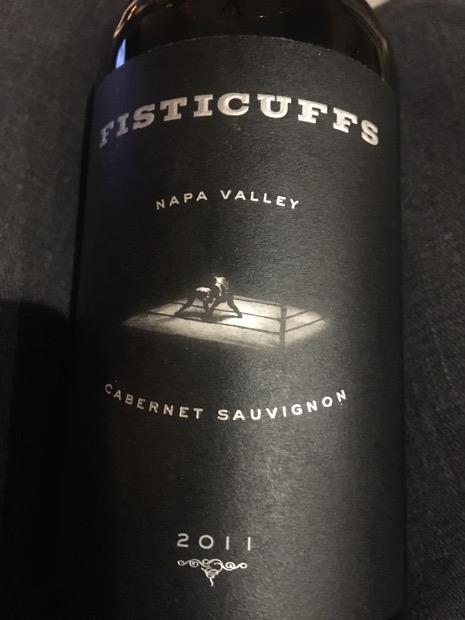 FISTICUFFS
NAPA VALLEY
CABERNET SAUVIGNON
2011